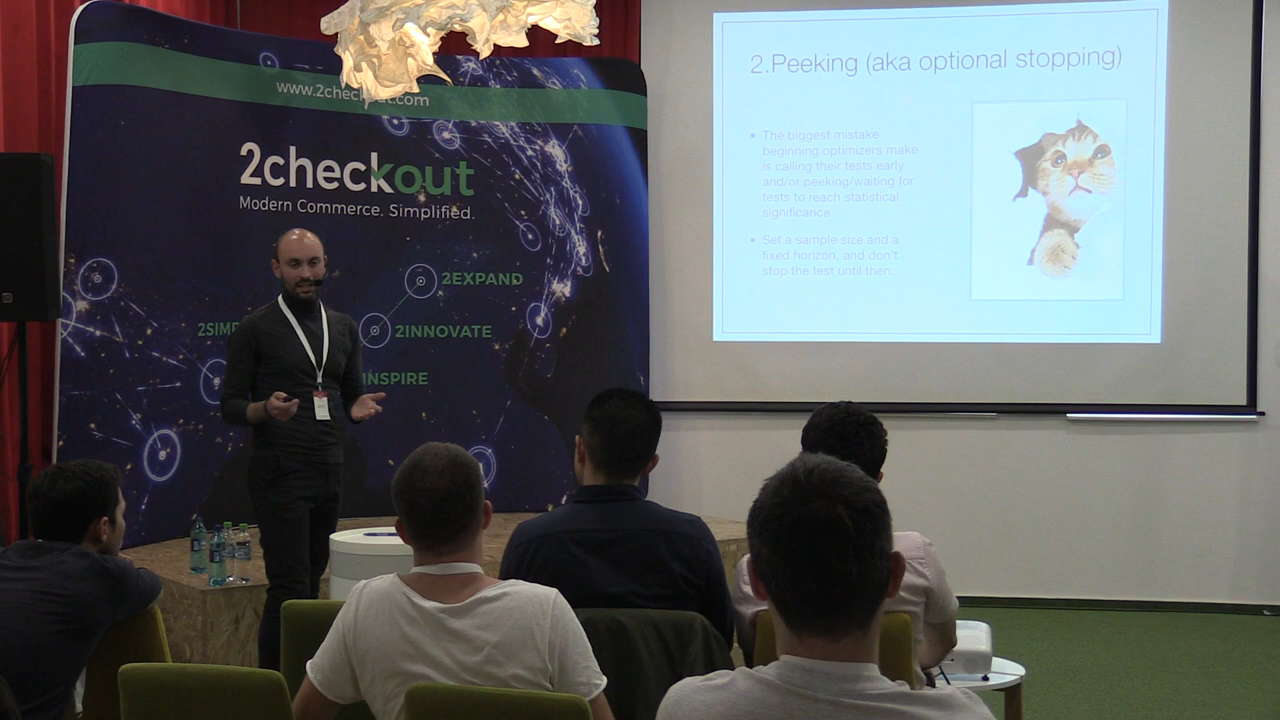 www.2check
2checkout
Modern Commerce. Simplified.
2EXPAND
2INNOVATE
INSPIRE
2.Peeking (aka optional stopping)
• The biggest mistake
beginning optimizers make
is calling their tests early
and/or peeking/waiting for
tests to reach statistical
significance
• Set a sample size and a
fixed horizon, and don't
stop the test until then.